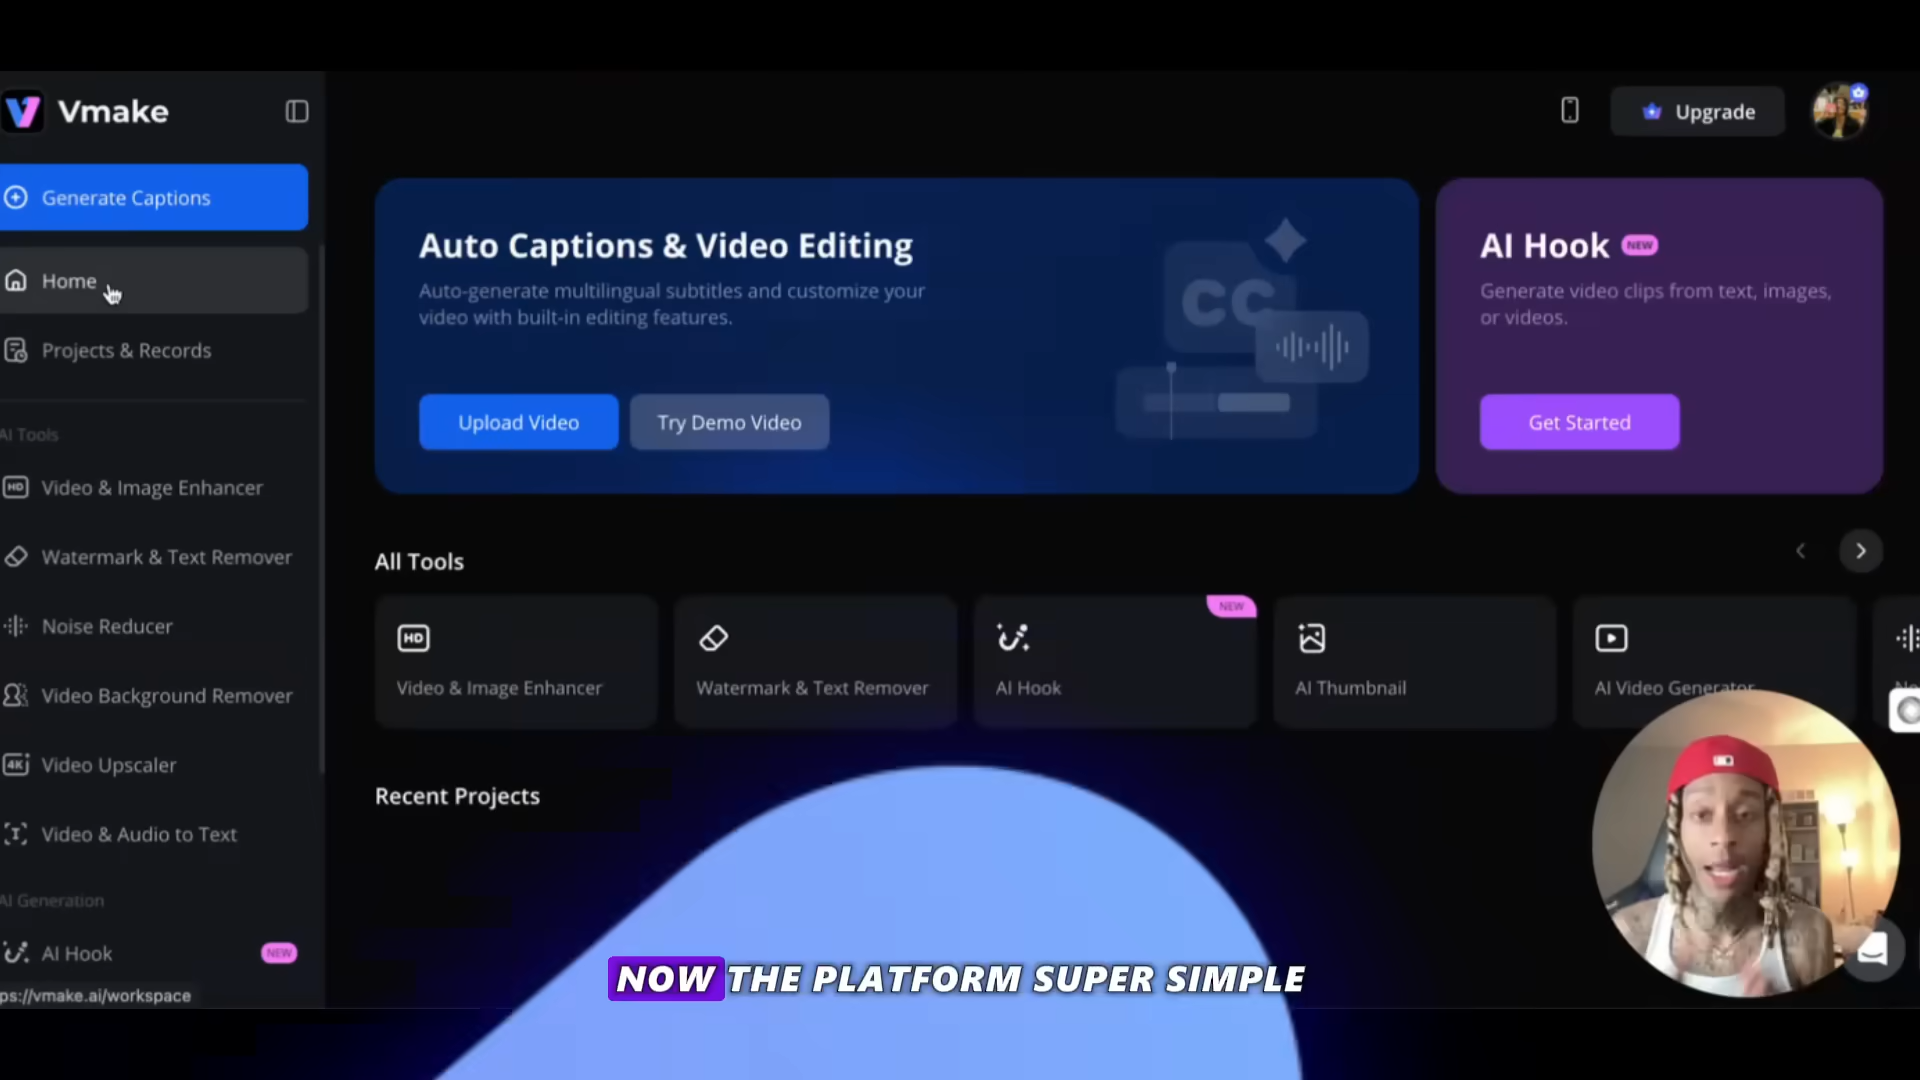 Vmake
Upgrade
Generate Captions
Home
Projects & Records
AI Tools
Video & Image Enhancer
Watermark & Text Remover
Noise Reducer
Video Background Remover
Video Upscaler
Video & Audio to Text
AI Generation
AI Hook NEW
ps://vmake.ai/workspace
Auto Captions & Video Editing
Auto-generate multilingual subtitles and customize your
video with built-in editing features.
Upload Video
Try Demo Video
CC
AI Hook NEW
Generate video clips from text, images,
or videos.
Get Started
All Tools
HD
Video & Image Enhancer
Watermark & Text Remover
NEW
AI Hook
AI Thumbnail
AI Video Generator
Recent Projects
NOW THE PLATFORM SUPER SIMPLE